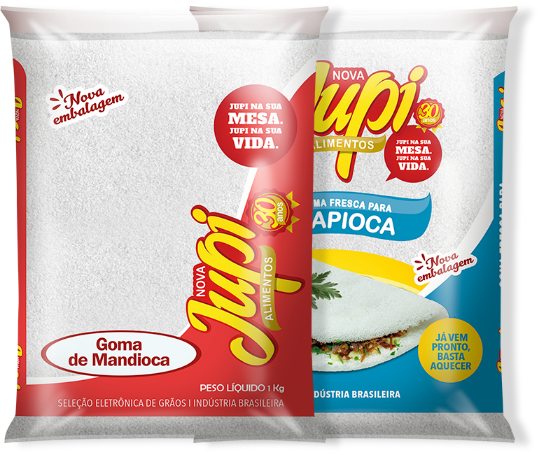 Nova
embalagem
JUPI NA SUA
MESA.
JUPI NA SUA
VIDA.
NOVA
Jupi
ALIMENTOS
30
anos
Goma
de Mandioca
PESO LÍQUIDO 1 Kg
SELEÇÃO ELETRÔNICA DE GRÃOS I INDÚSTRIA BRASILEIRA
NOVA
Jupi
ALIMENTOS
30
anos
JUPI NA SUA
MESA.
JUPI NA SUA
VIDA.
FRESCA PARA
APIOCA
Nova
embalagem
JÁ VEM
PRONTO,
BASTA
AQUECER
INDÚSTRIA BRASILEIRA